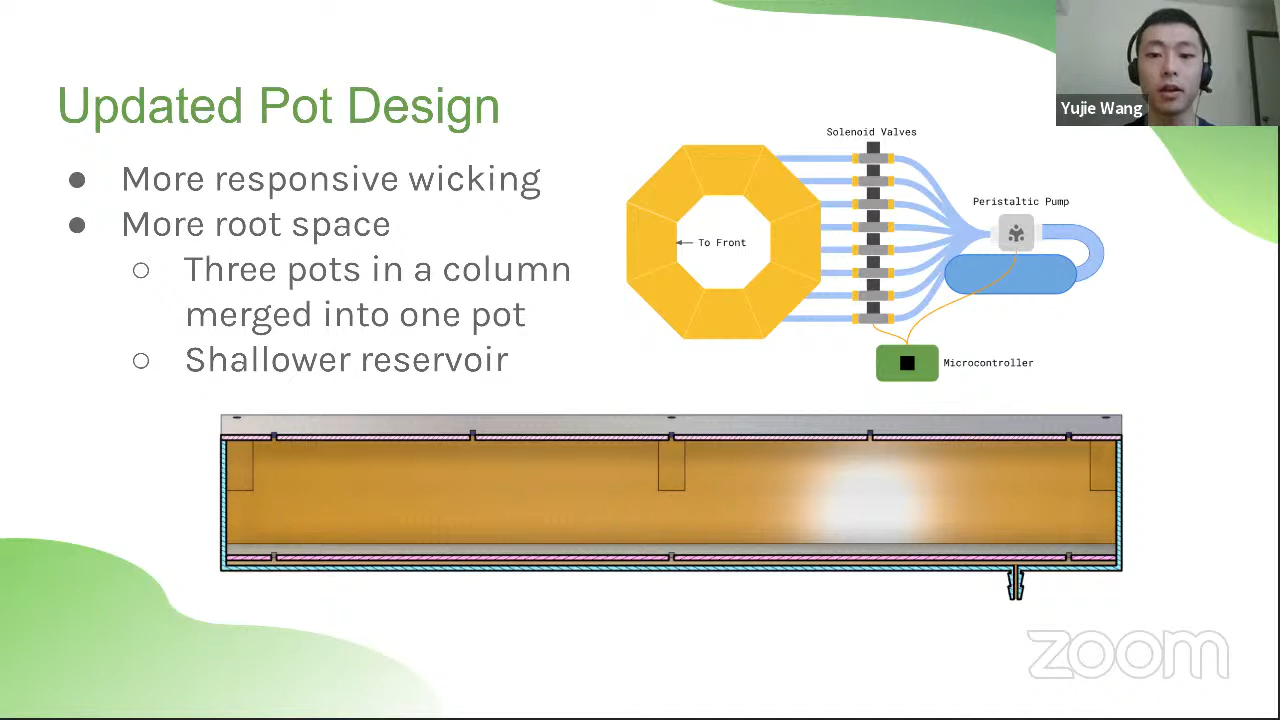 Updated Pot Design
● More responsive wicking
● More root space
○ Three pots in a column
merged into one pot
○ Shallower reservoir
Solenoid Valves
Peristaltic Pump
To Front
Microcontroller
Yujie Wang
zoom